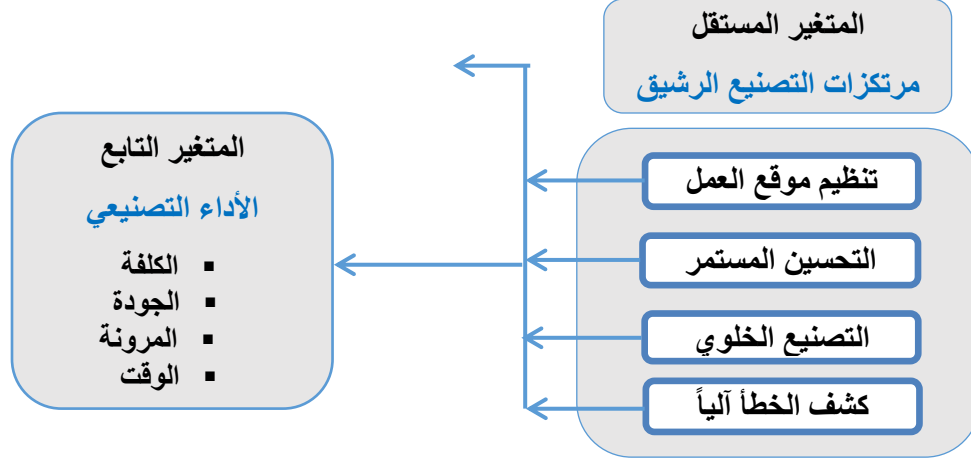 المتغير المستقل
مرتكزات التصنيع الرشيق
تنظيم موقع العمل
التحسين المستمر
التصنيع الخلوي
كشف الخطأ آلياً
المتغير التابع
الأداء التصنيعي
▪ الكلفة
▪ الجودة
▪ المرونة
▪ الوقت